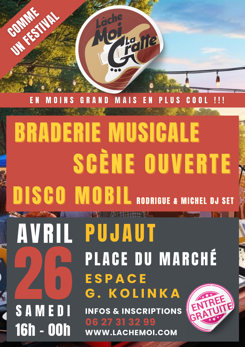 COMME
UN FESTIVAL
Lâche
Moi
La
Gratte
EN MOINS GRAND MAIS EN PLUS COOL !!!
BRADERIE MUSICALE
SCÈNE OUVERTE
DISCO MOBIL RODRIGUE & MICHEL DJ SET
AVRIL
26
SAMEDI
16h - 00h
PUJAUT
PLACE DU MARCHÉ
ESPACE
G. KOLINKA
INFOS & INSCRIPTIONS
06 27 31 32 99
WWW.LACHEMOI.COM
ENTRÉE
GRATUITE